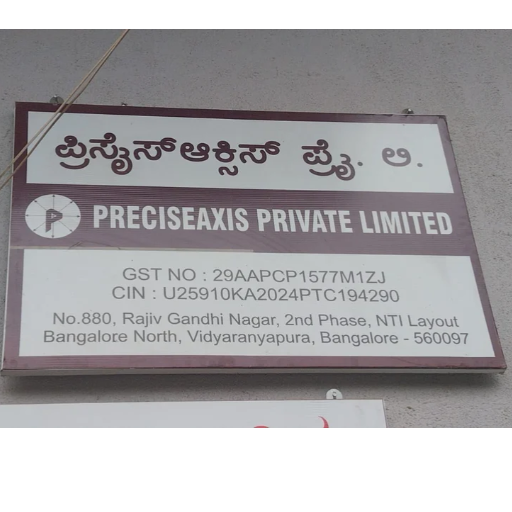 ಪ್ರಿಸೈಸ್ ಆಕ್ಸಿಸ್ ಪ್ರೈ. ಲಿ.
P PRECISEAXIS PRIVATE LIMITED
GST NO : 29AAPCP1577M1ZJ
CIN : U25910KA2024PTC194290
No.880, Rajiv Gandhi Nagar, 2nd Phase, NTI Layout
Bangalore North, Vidyaranyapura, Bangalore - 560097